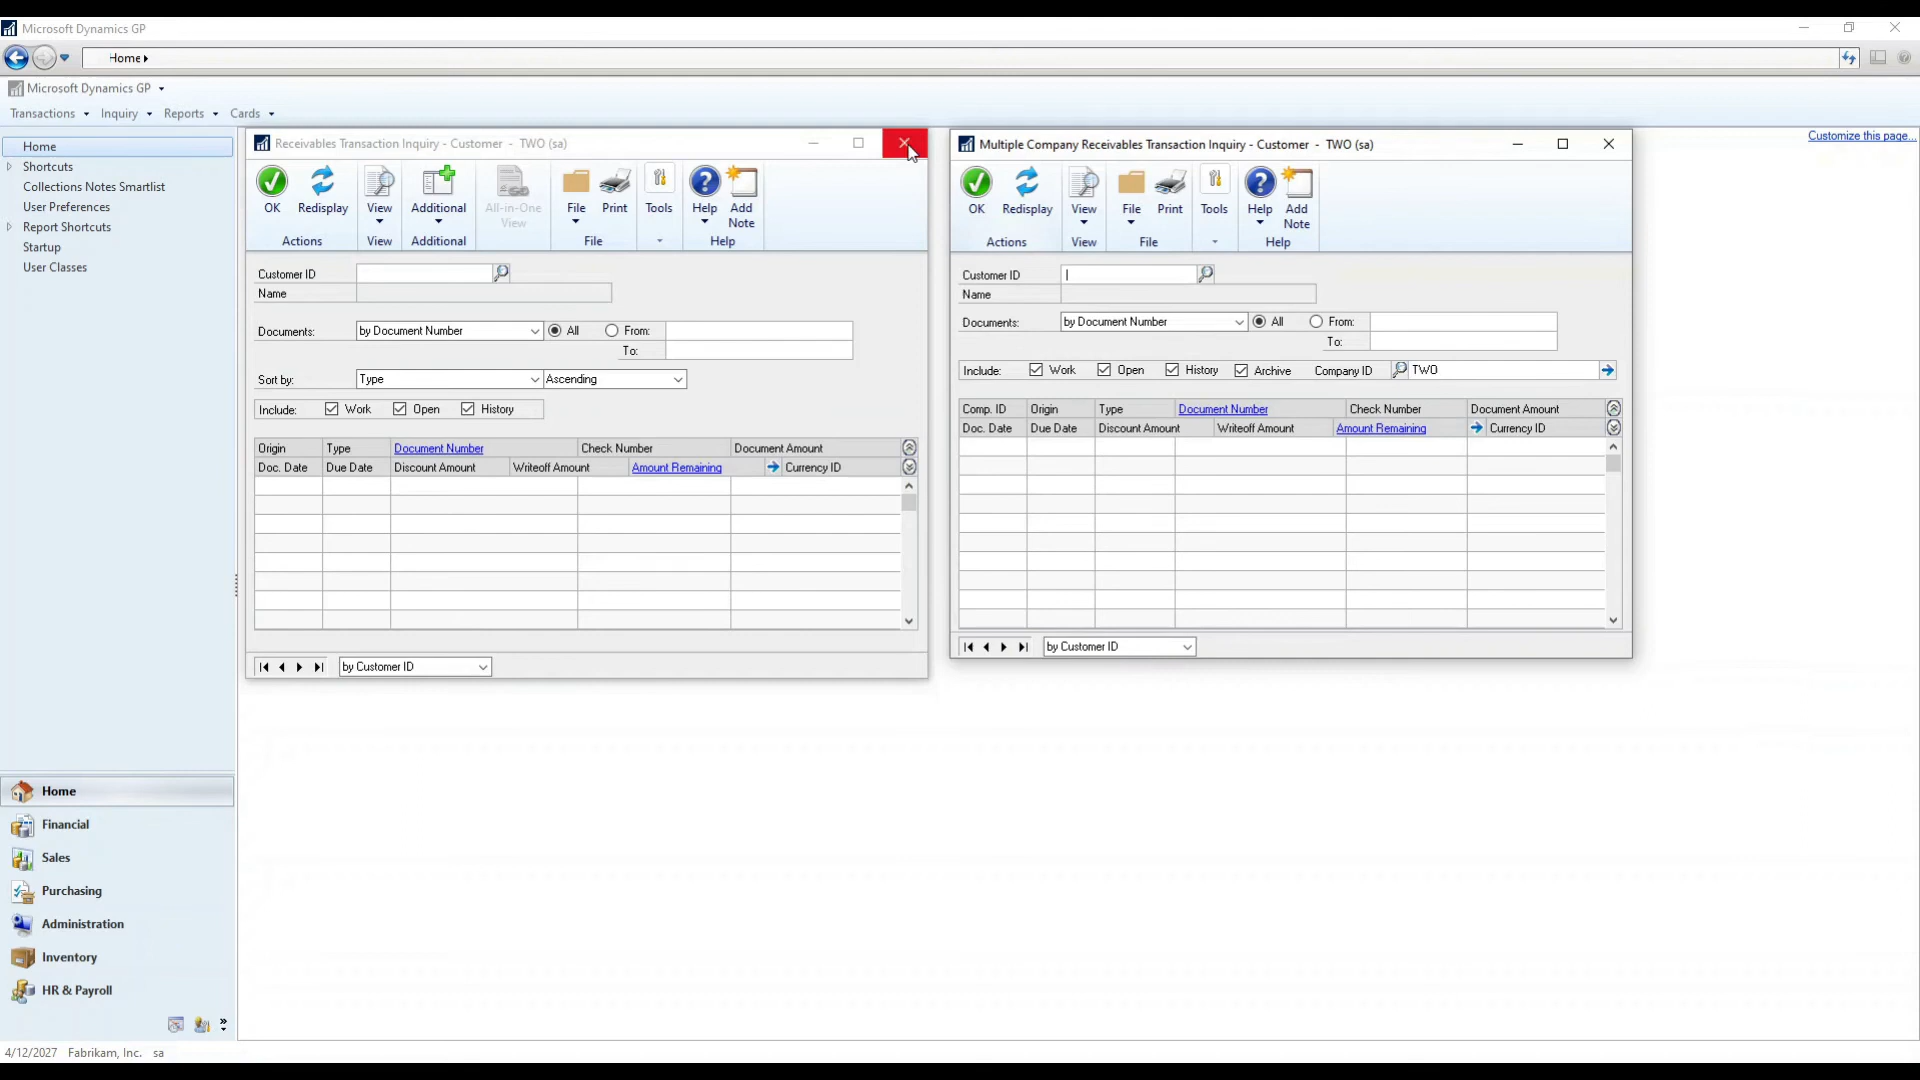 Microsoft Dynamics GP
Home
Microsoft Dynamics GP
Transactions Inquiry Reports Cards
Customize this page...
Home
Shortcuts
Collections Notes Smartlist
User Preferences
Report Shortcuts
Startup
User Classes
Home
Financial
Sales
Purchasing
Administration
Inventory
HR & Payroll
Receivables Transaction Inquiry - Customer - TWO (sa)
OK Redisplay View Additional All-in-One View File Print Tools Help Add Note
Actions View Additional File Help
Customer ID
Name
Documents: by Document Number All From:
To:
Sort by: Type Ascending
Include: Work Open History
Origin Type Document Number Check Number Document Amount
Doc. Date Due Date Discount Amount Writeoff Amount Amount Remaining Currency ID
by Customer ID
Multiple Company Receivables Transaction Inquiry - Customer - TWO (sa)
OK Redisplay View File Print Tools Help Add Note
Actions View File Help
Customer ID
Name
Documents: by Document Number All From:
To:
Include: Work Open History Archive Company ID TWO
Comp. ID Origin Type Document Number Check Number Document Amount
Doc. Date Due Date Discount Amount Writeoff Amount Amount Remaining Currency ID
by Customer ID
4/12/2027 Fabrikam, Inc. sa